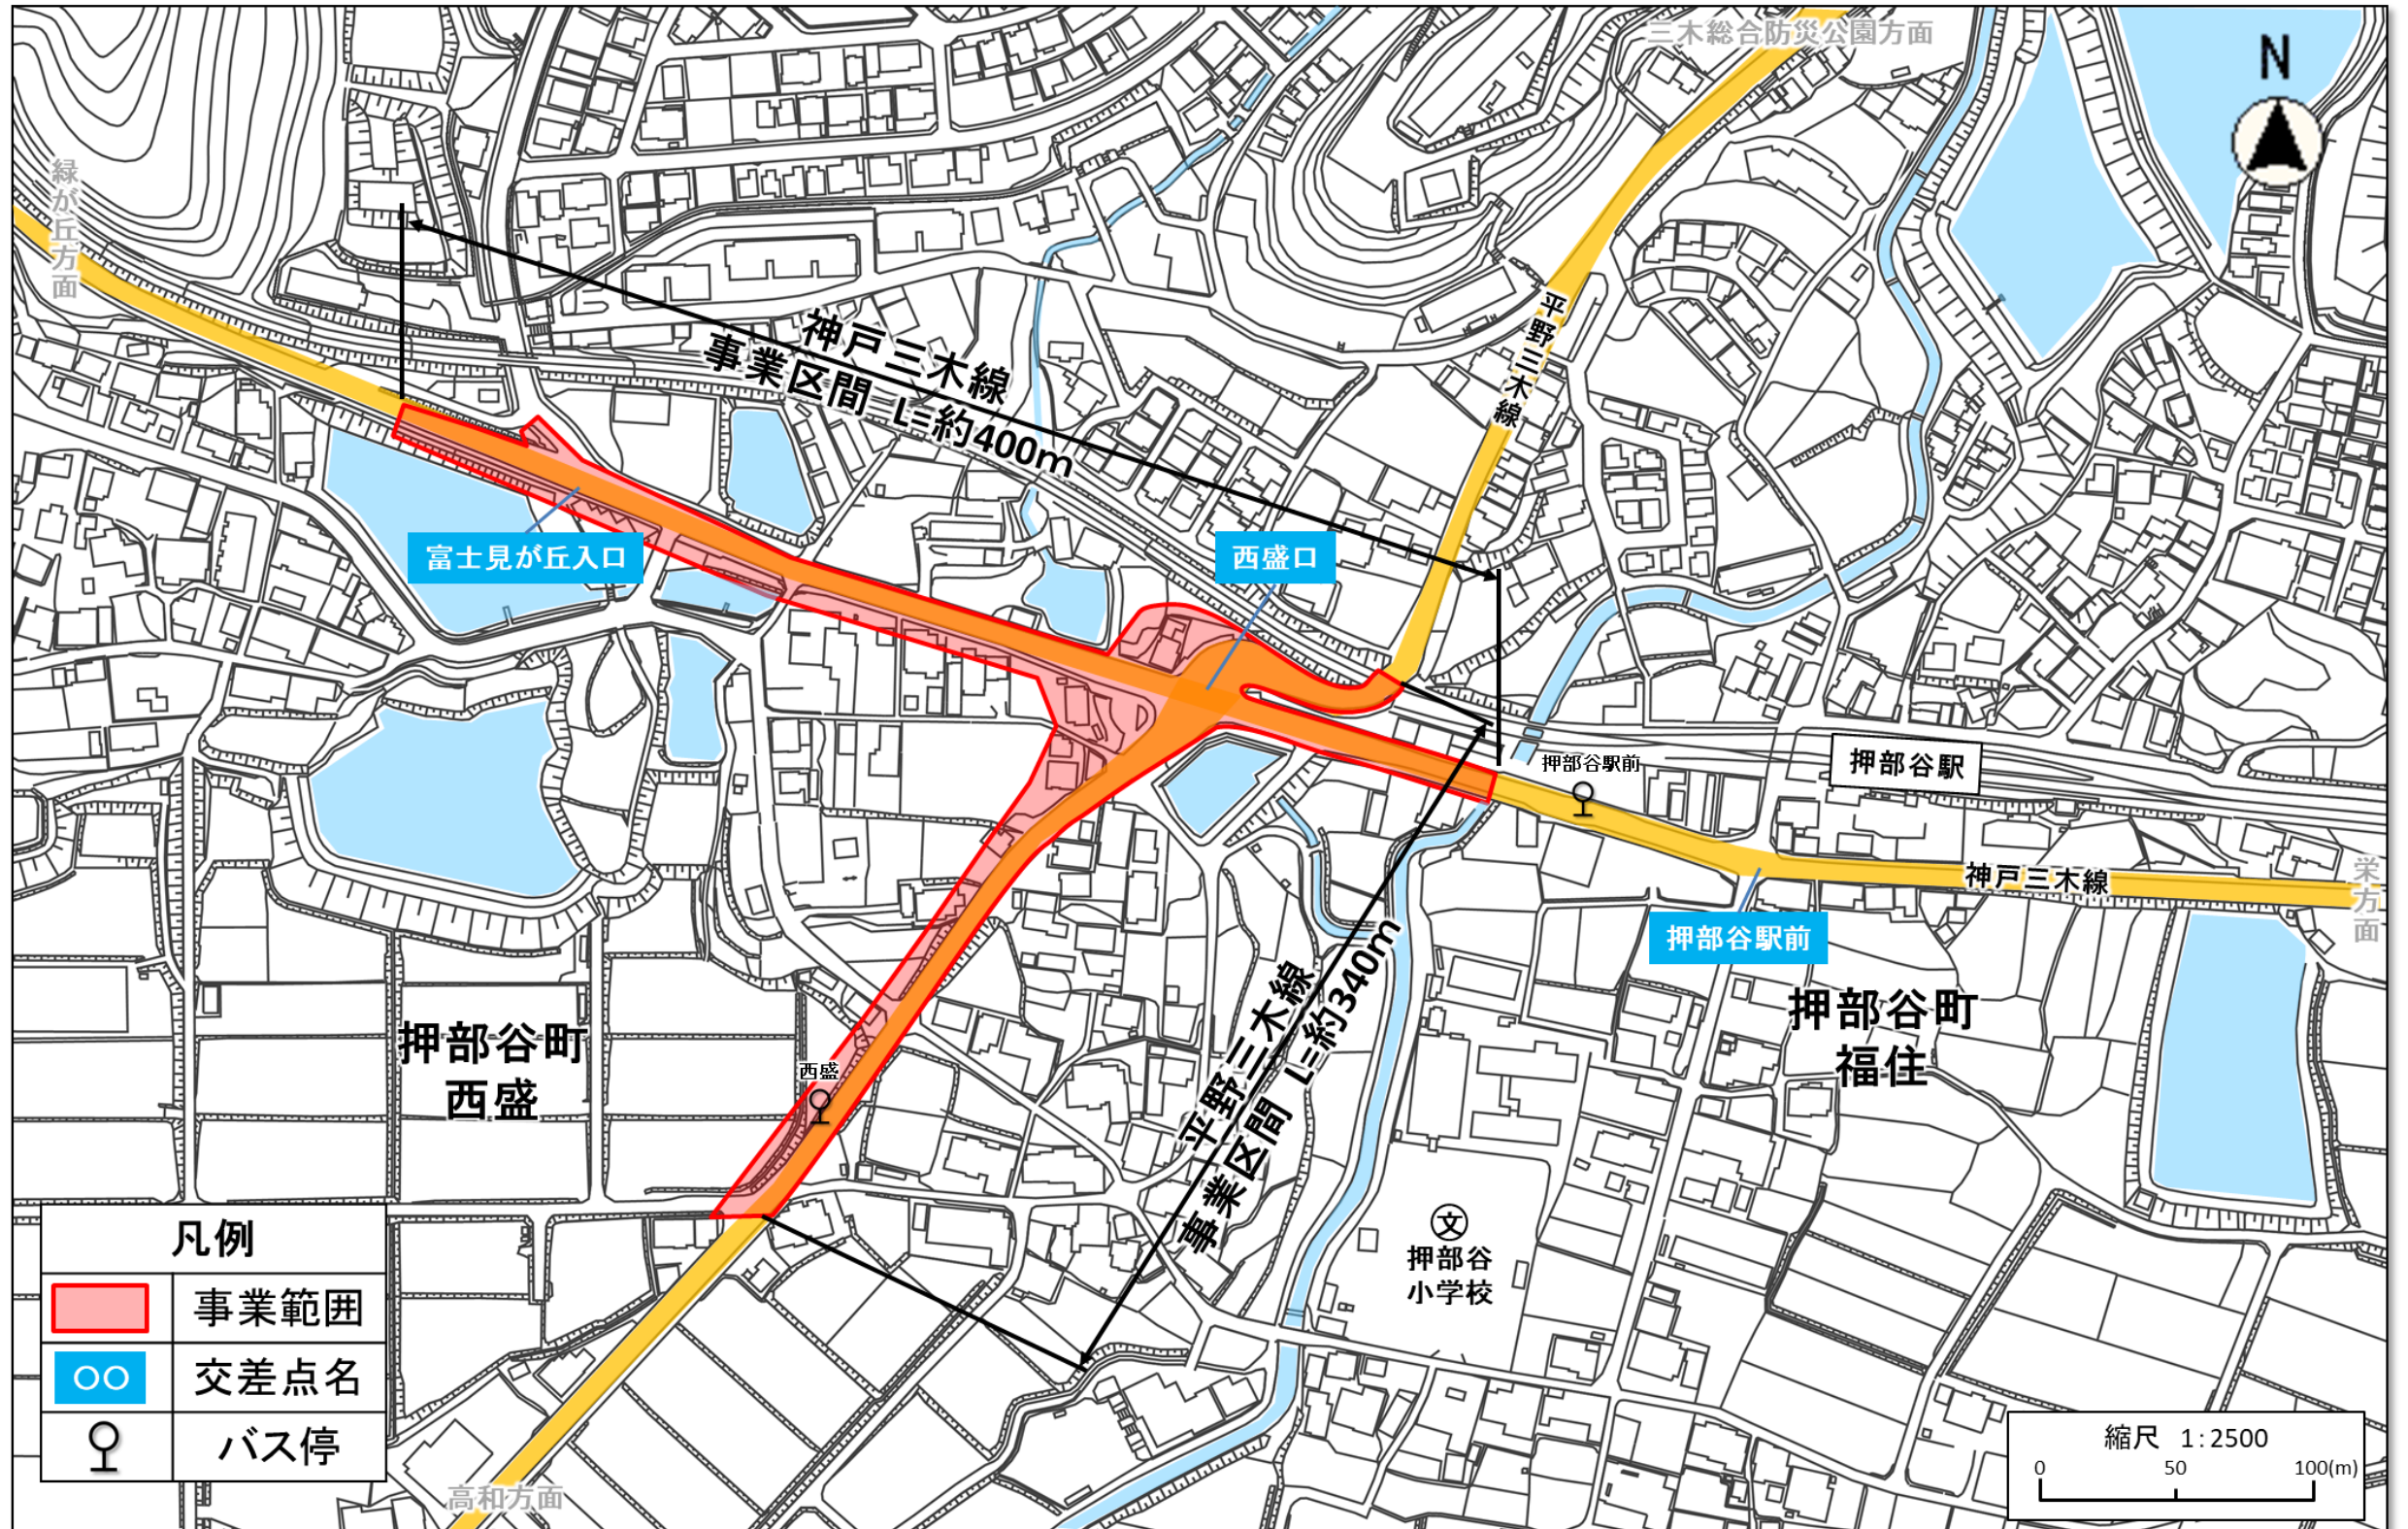 三木総合防災公園方面
N
緑が丘方面
神戸三木線
事業区間 L=約400m
平野三木線
富士見が丘入口
西盛口
押部谷駅前
押部谷駅
神戸三木線
栄方面
押部谷駅前
押部谷町
西盛
押部谷町
福住
西盛
平野三木線
事業区間 L=約340m
文
押部谷
小学校
高和方面
凡例
事業範囲
○○ 交差点名
バス停
縮尺 1:2500
0 50 100(m)